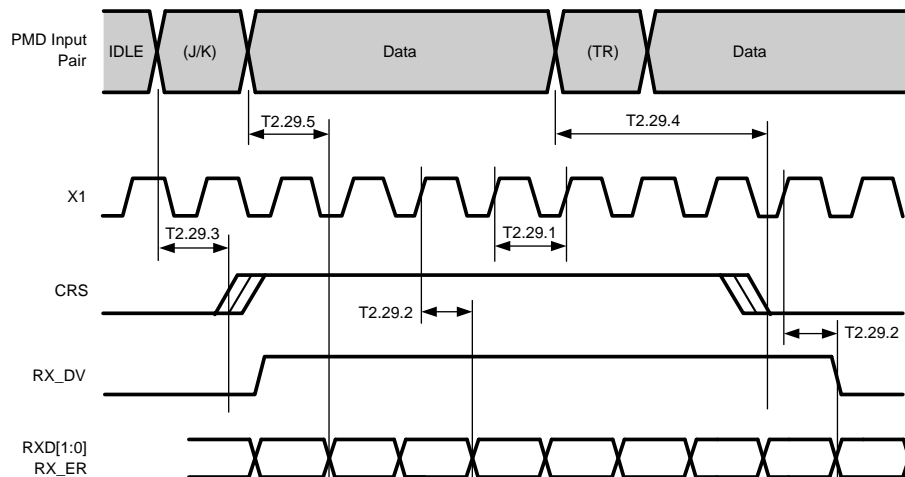 PMD Input
Pair
IDLE
(J/K)
Data
(TR)
Data
T2.29.5
T2.29.4
X1
T2.29.3
T2.29.1
CRS
T2.29.2
T2.29.2
RX_DV
RXD[1:0]
RX_ER